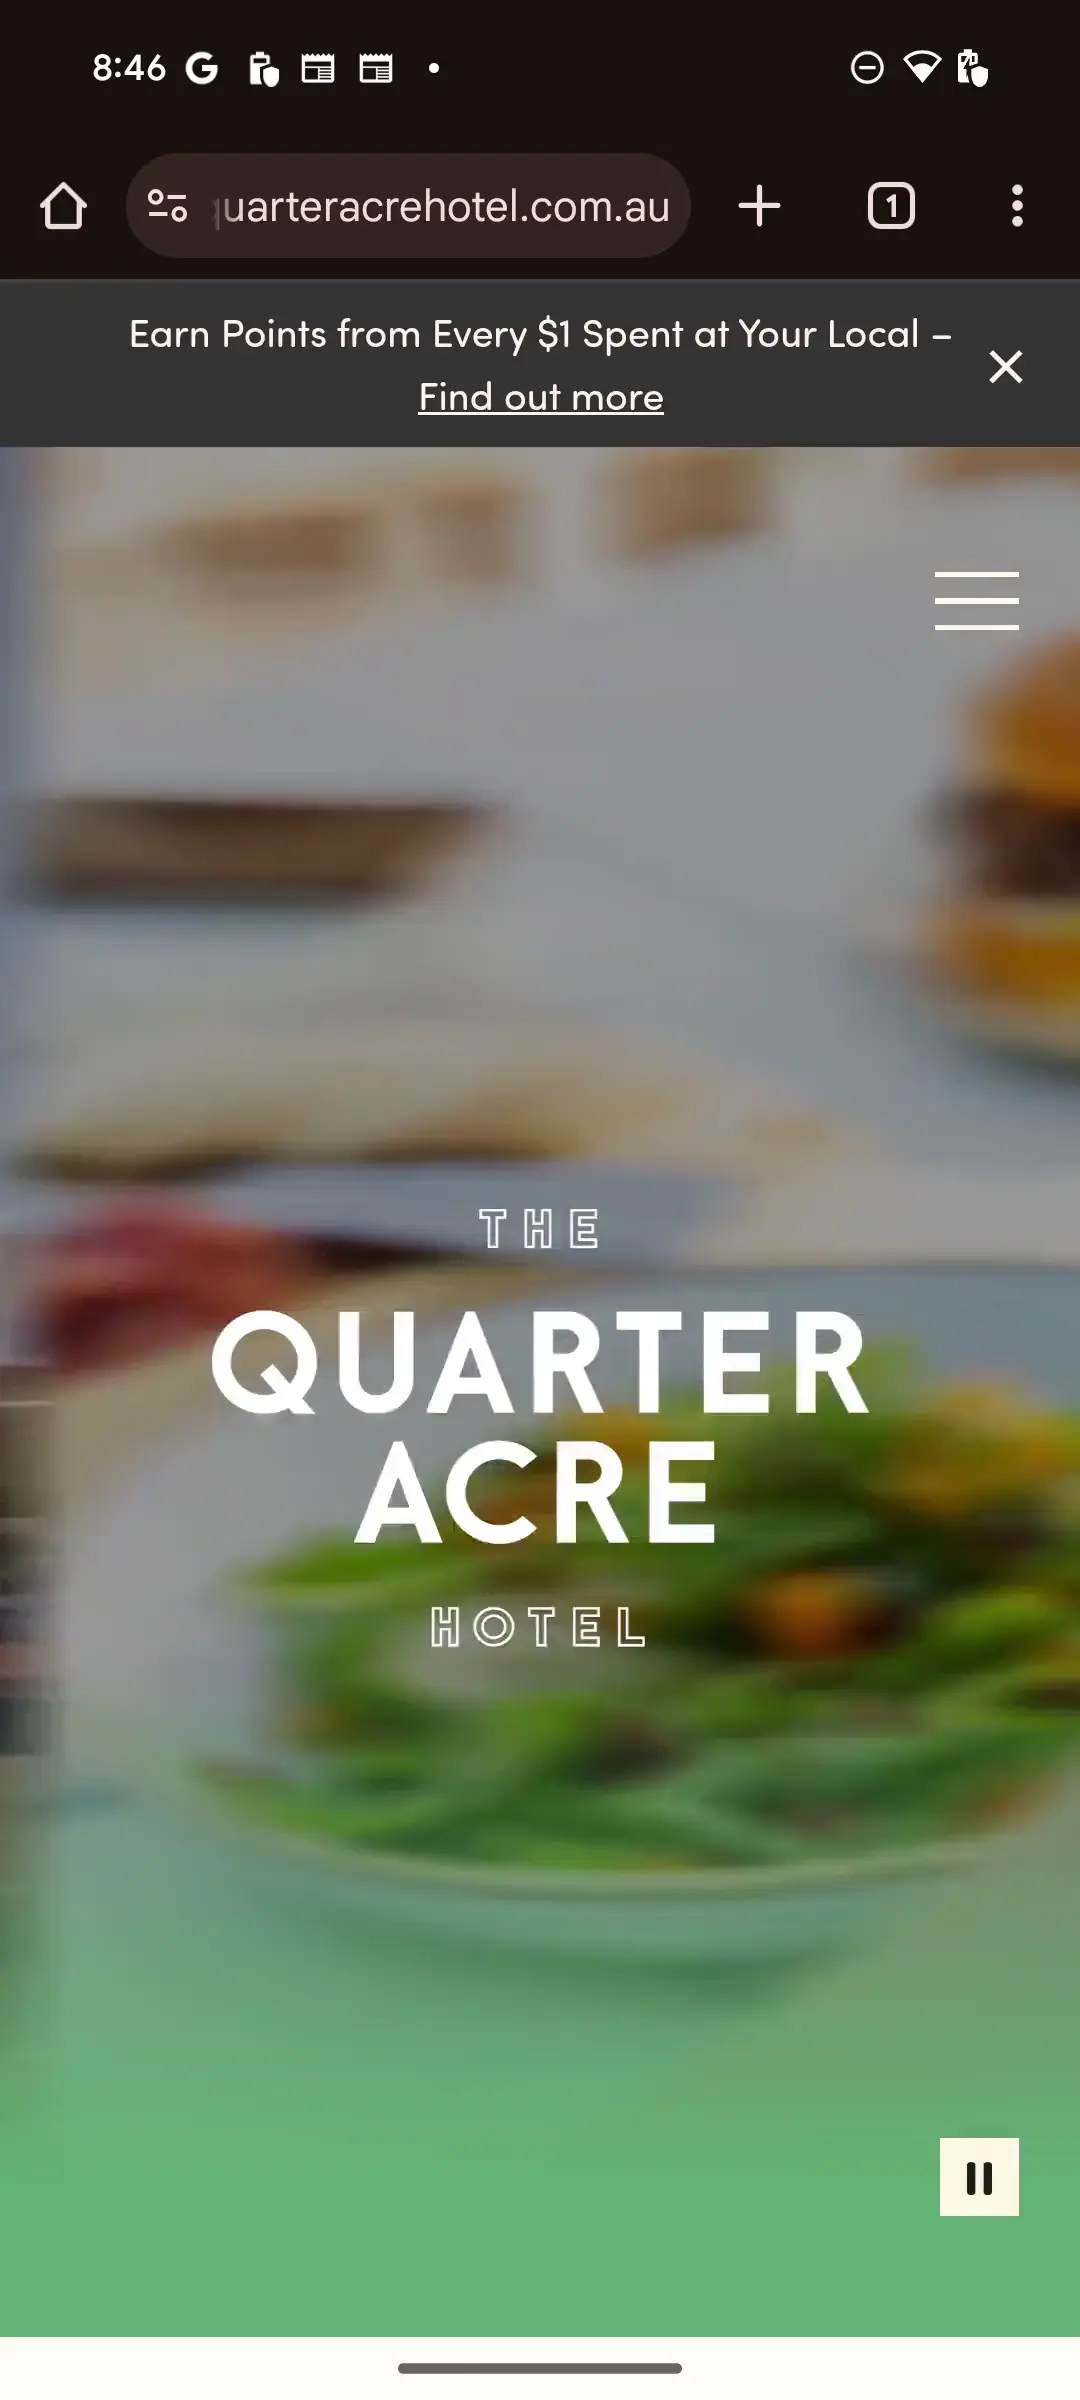 8:46
uarteracrehotel.com.au
1
Earn Points from Every $1 Spent at Your Local –
Find out more
THE
QUARTER
ACRE
HOTEL